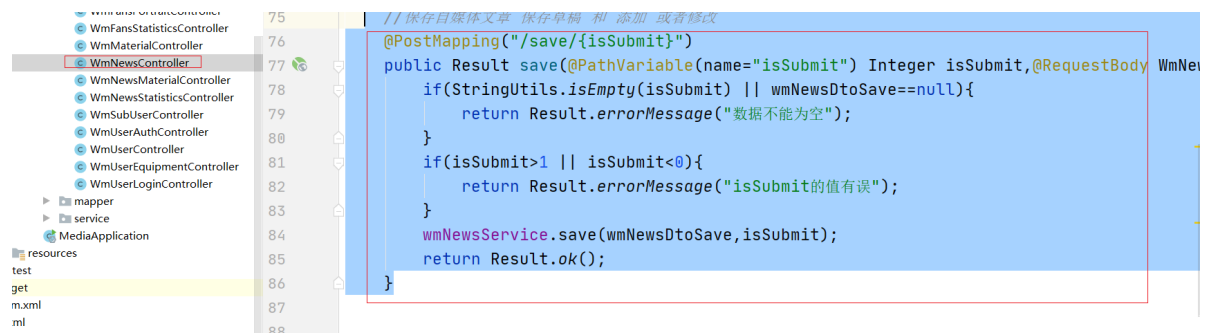 WmFansStatisticsController
WmMaterialController
WmNewsController
WmNewsMaterialController
WmNewsStatisticsController
WmSubUserController
WmUserAuthController
WmUserController
WmUserEquipmentController
WmUserLoginController
mapper
service
MediaApplication
resources
test
get
m.xml
ml
75 //保存自媒体文章 保存草稿 和 添加 或者修改
76 @PostMapping("/save/{isSubmit}")
77 public Result save(@PathVariable(name="isSubmit") Integer isSubmit,@RequestBody WmNew
78 if(StringUtils.isEmpty(isSubmit) || wmNewsDtoSave==null){
79 return Result.errorMessage("数据不能为空");
80 }
81 if(isSubmit>1 || isSubmit<0){
82 return Result.errorMessage("isSubmit的值有误");
83 }
84 wmNewsService.save(wmNewsDtoSave,isSubmit);
85 return Result.ok();
86 }
87
88